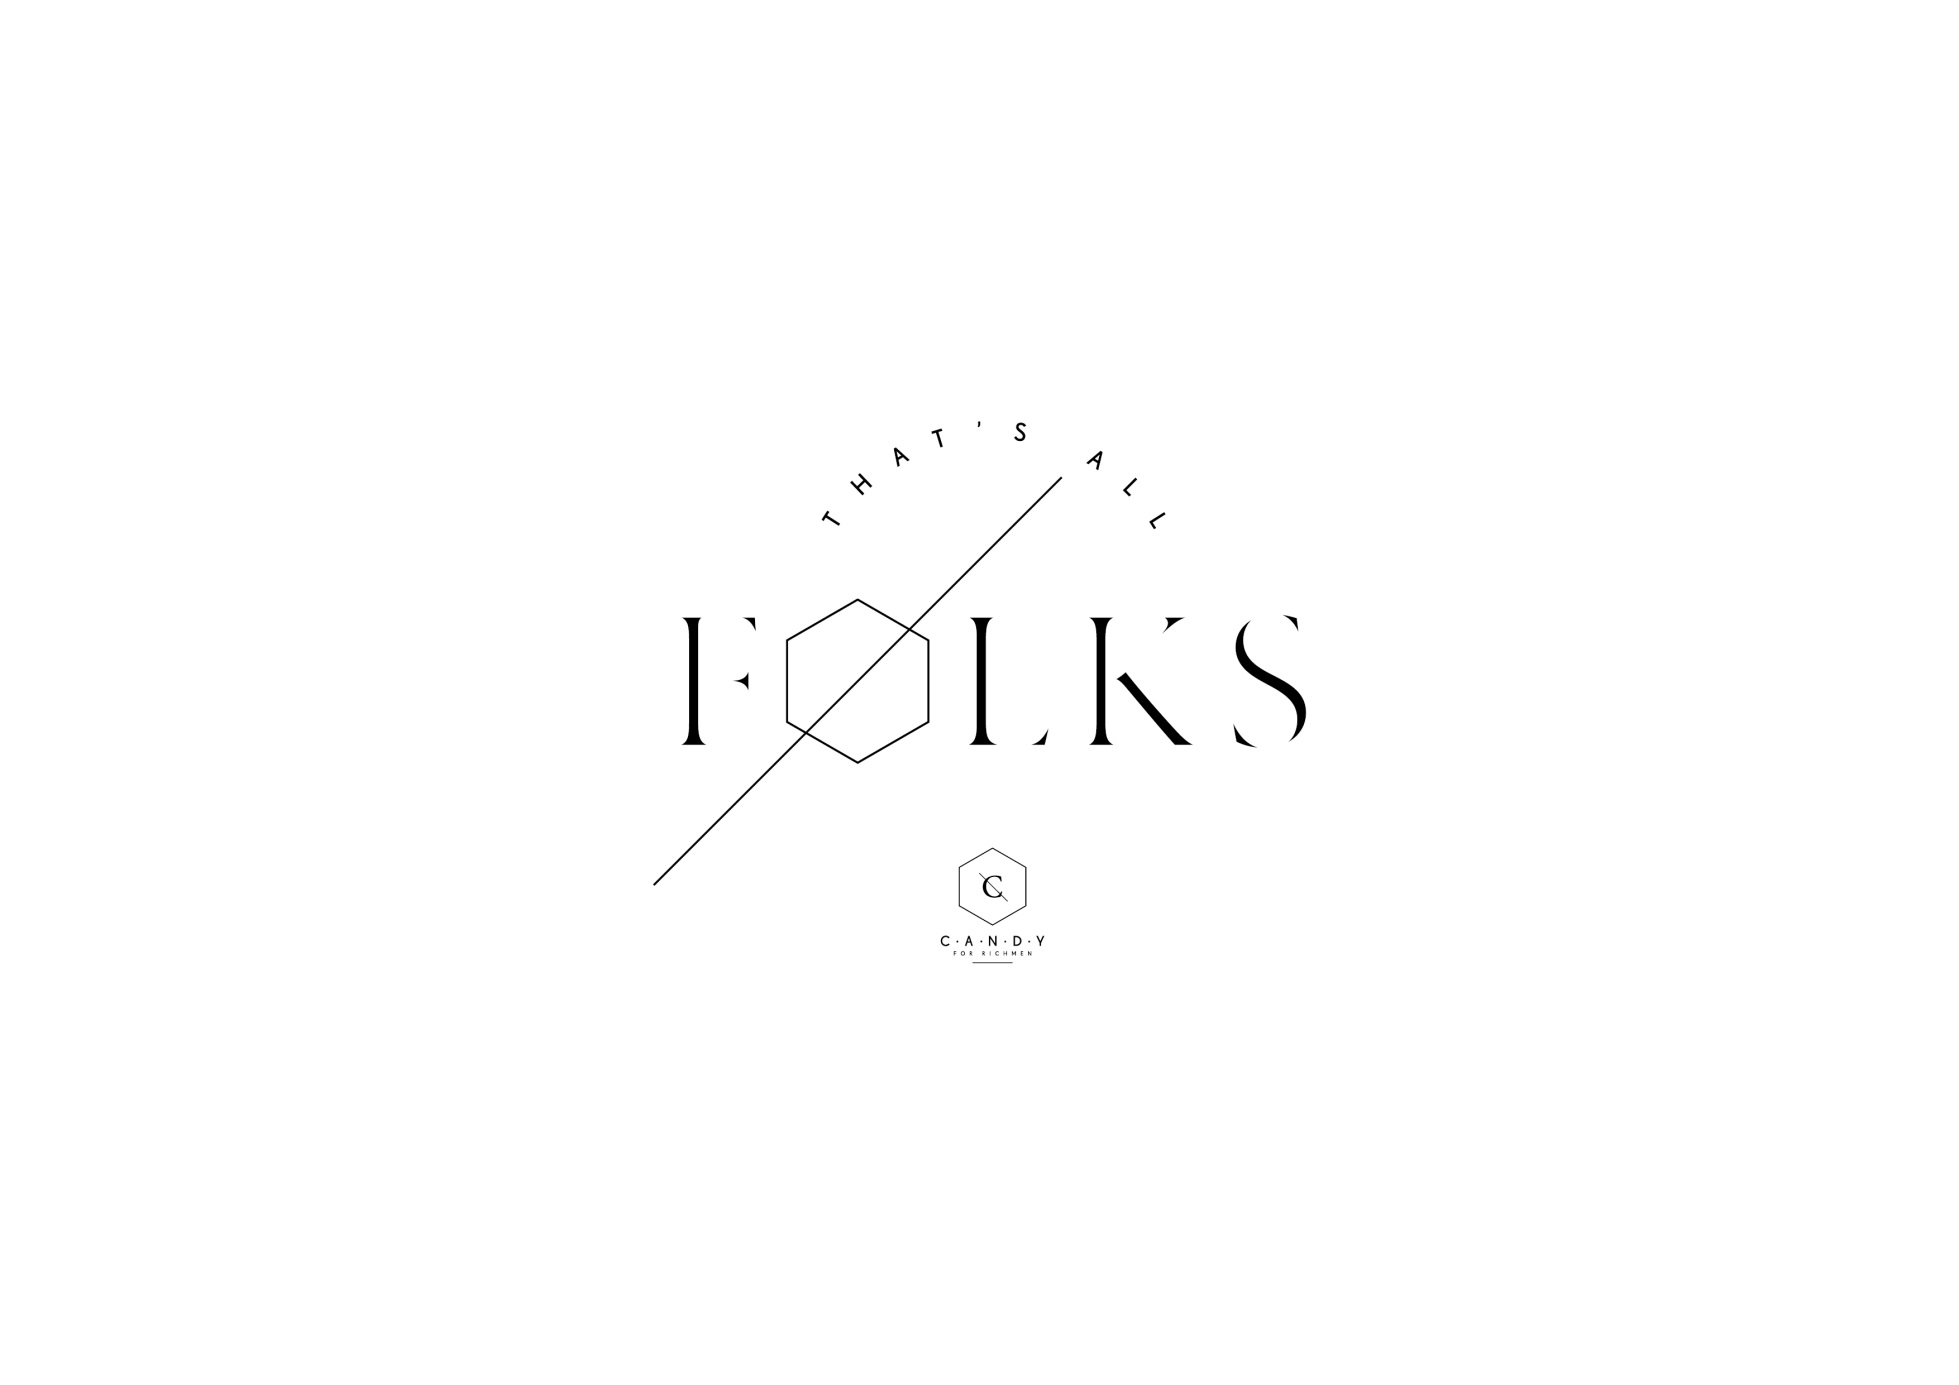 THAT'S ALL
FOLKS
C
C·A·N·D·Y
FOR RICHMEN